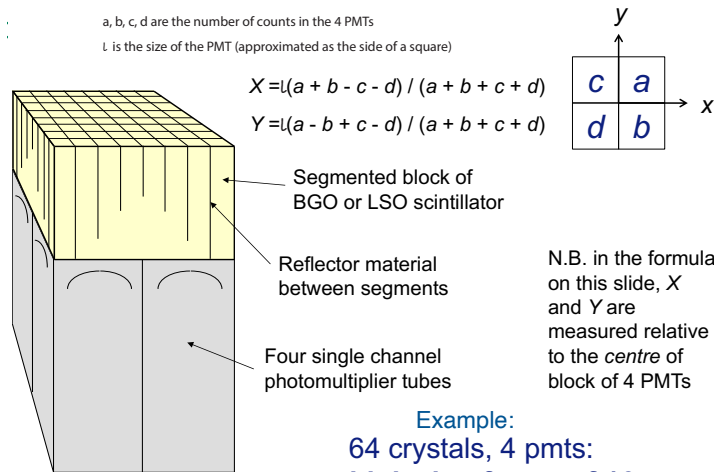 a, b, c, d are the number of counts in the 4 PMTs
L is the size of the PMT (approximated as the side of a square)
X =L(a + b - c - d) / (a + b + c + d)
Y =L(a - b + c - d) / (a + b + c + d)
y
c a
x
d b
Segmented block of
BGO or LSO scintillator
Reflector material
between segments
Four single channel
photomultiplier tubes
N.B. in the formula
on this slide, X
and Y are
measured relative
to the centre of
block of 4 PMTs
Example:
64 crystals, 4 pmts: